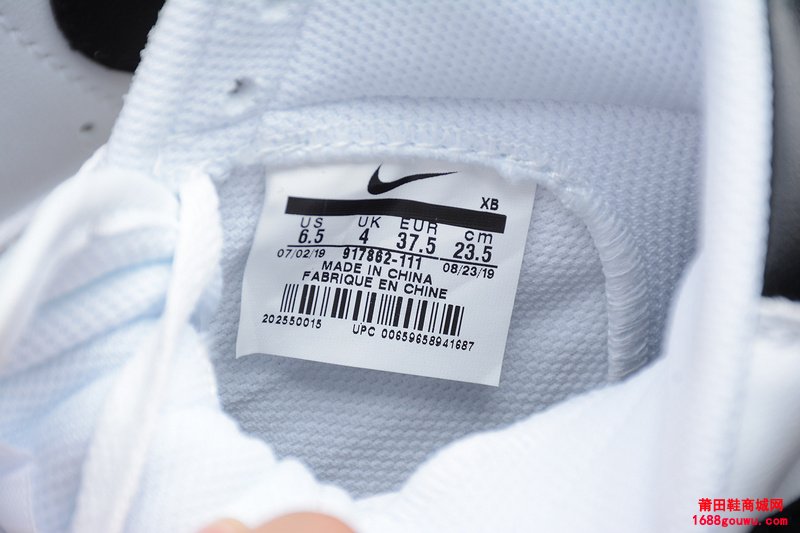 XB
US UK EUR cm
6.5 4 37.5 23.5
07/02/19 917862-111 08/23/19
MADE IN CHINA
FABRIQUE EN CHINE
202550015 UPC 00659658941687
莆田鞋商城网
1688gouwu.com